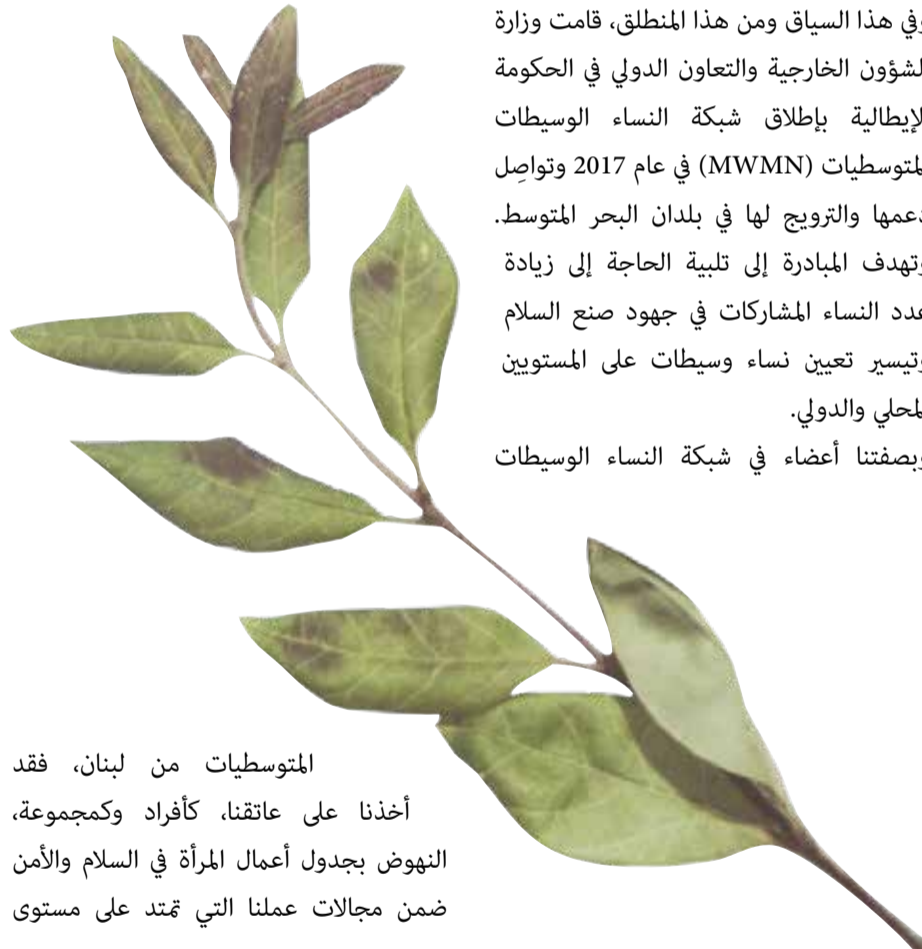 وفي هذا السياق ومن هذا المنطلق، قامت وزارة
الشؤون الخارجية والتعاون الدولي في الحكومة
الإيطالية بإطلاق شبكة النساء الوسيطات
المتوسطيات (MWMN) في عام 2017 وتواصِل
دعمها والترويج لها في بلدان البحر المتوسط.
وتهدف المبادرة إلى تلبية الحاجة إلى زيادة
عدد النساء المشاركات في جهود صنع السلام
وتيسير تعيين نساء وسيطات على المستويين
المحلي والدولي.
وبصفتنا أعضاء في شبكة النساء الوسيطات
المتوسطيات من لبنان، فقد
أخذنا على عاتقنا، كأفراد وكمجموعة،
النهوض بجدول أعمال المرأة في السلام والأمن
ضمن مجالات عملنا التي تمتد على مستوى